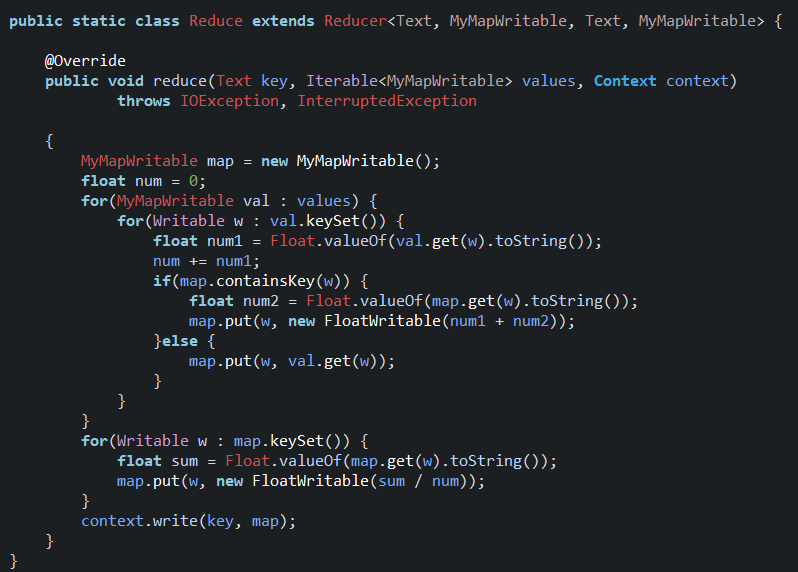 public static class Reduce extends Reducer<Text, MyMapWritable, Text, MyMapWritable> {
@Override
public void reduce(Text key, Iterable<MyMapWritable> values, Context context)
throws IOException, InterruptedException
{
MyMapWritable map = new MyMapWritable();
float num = 0;
for(MyMapWritable val : values) {
for(Writable w : val.keySet()) {
float num1 = Float.valueOf(val.get(w).toString());
num += num1;
if(map.containsKey(w)) {
float num2 = Float.valueOf(map.get(w).toString());
map.put(w, new FloatWritable(num1 + num2));
}else {
map.put(w, val.get(w));
}
}
}
for(Writable w : map.keySet()) {
float sum = Float.valueOf(map.get(w).toString());
map.put(w, new FloatWritable(sum / num));
}
context.write(key, map);
}
}